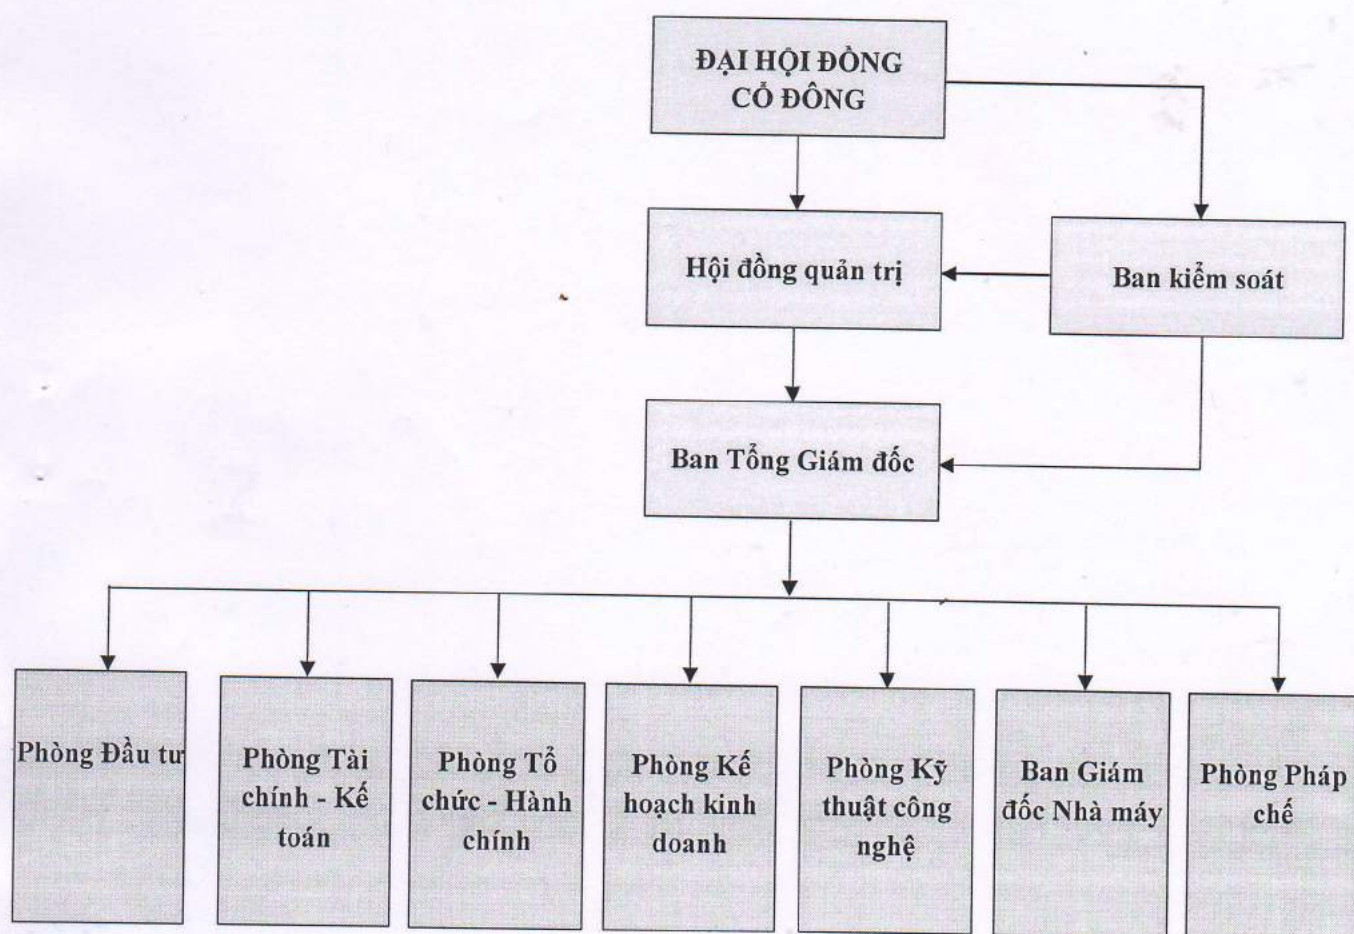 ĐẠI HỘI ĐỒNG
CỔ ĐÔNG
Hội đồng quản trị
Ban kiểm soát
Ban Tổng Giám đốc
Phòng Đầu tư
Phòng Tài
chính - Kế
toán
Phòng Tổ
chức - Hành
chính
Phòng Kế
hoạch kinh
doanh
Phòng Kỹ
thuật công
nghệ
Ban Giám
đốc Nhà máy
Phòng Pháp
chế